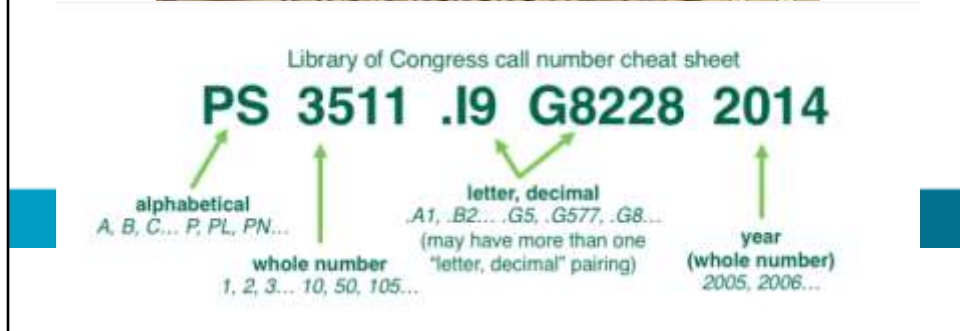 Library of Congress call number cheat sheet
PS 3511 .I9 G8228 2014
alphabetical
A, B, C... P, PL, PN...
whole number
1, 2, 3... 10, 50, 105...
letter, decimal
.A1, .B2... .G5, .G577, .G8...
(may have more than one
"letter, decimal" pairing)
year
(whole number)
2005, 2006...